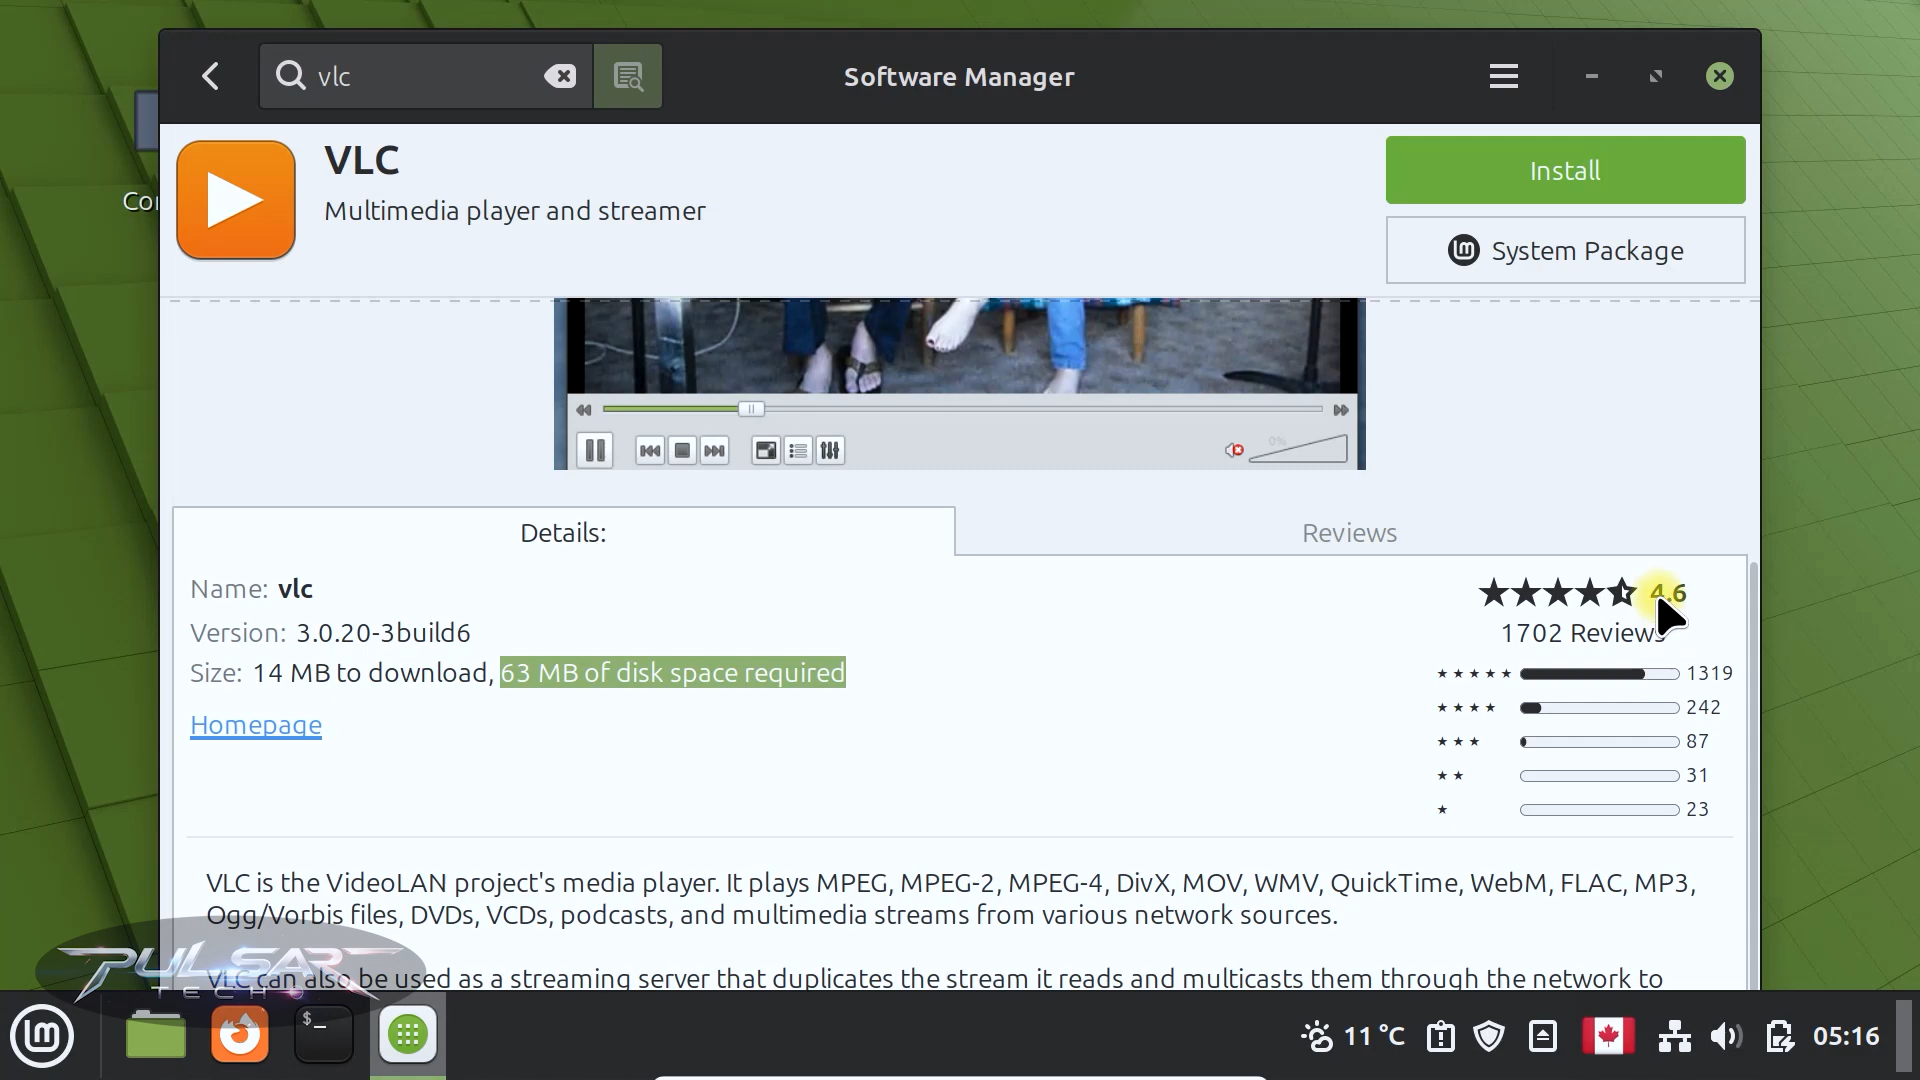 vlc
Software Manager
Cor
VLC
Multimedia player and streamer
Install
System Package
0%
Details:
Reviews
Name: vlc
Version: 3.0.20-3build6
Size: 14 MB to download, 63 MB of disk space required
Homepage
4.6
1702 Reviews
1319
242
87
31
23
VLC is the VideoLAN project's media player. It plays MPEG, MPEG-2, MPEG-4, DivX, MOV, WMV, QuickTime, WebM, FLAC, MP3,
Ogg/Vorbis files, DVDs, VCDs, podcasts, and multimedia streams from various network sources.
VLC can also be used as a streaming server that duplicates the stream it reads and multicasts them through the network to
PULSAR
TECH
$_
11 °C
05:16